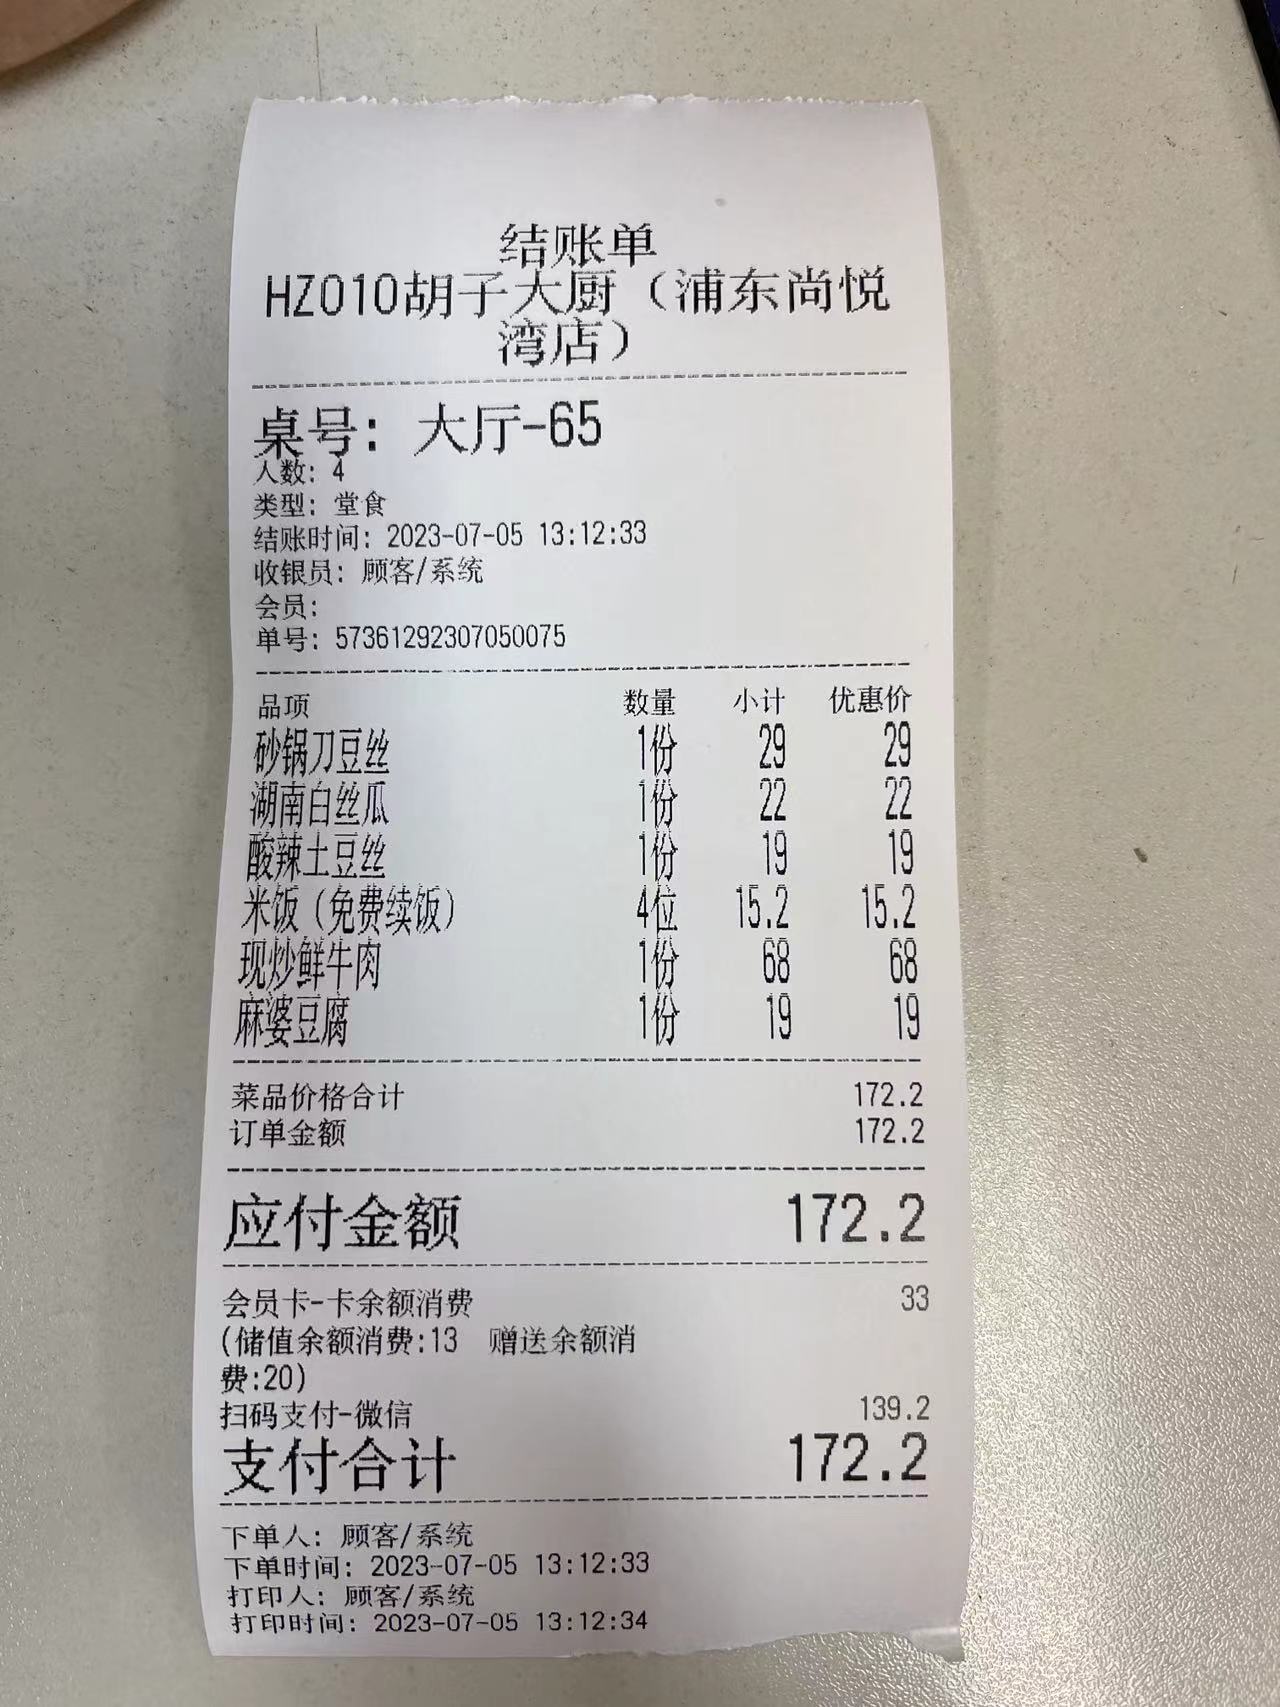 结账单
HZ010胡子大厨（浦东尚悦
湾店）
桌号：大厅-65
人数：4
类型：堂食
结账时间：2023-07-05 13:12:33
收银员：顾客/系统
会员：
单号：57361292307050075
品项 数量 小计 优惠价
砂锅刀豆丝 1份 29 29
湖南白丝瓜 1份 22 22
酸辣土豆丝 1份 19 19
米饭（免费续饭） 4位 15.2 15.2
现炒鲜牛肉 1份 68 68
麻婆豆腐 1份 19 19
菜品价格合计 172.2
订单金额 172.2
应付金额 172.2
会员卡-卡余额消费 33
(储值余额消费:13 赠送余额消
费:20)
扫码支付-微信 139.2
支付合计 172.2
下单人：顾客/系统
下单时间：2023-07-05 13:12:33
打印人：顾客/系统
打印时间：2023-07-05 13:12:34